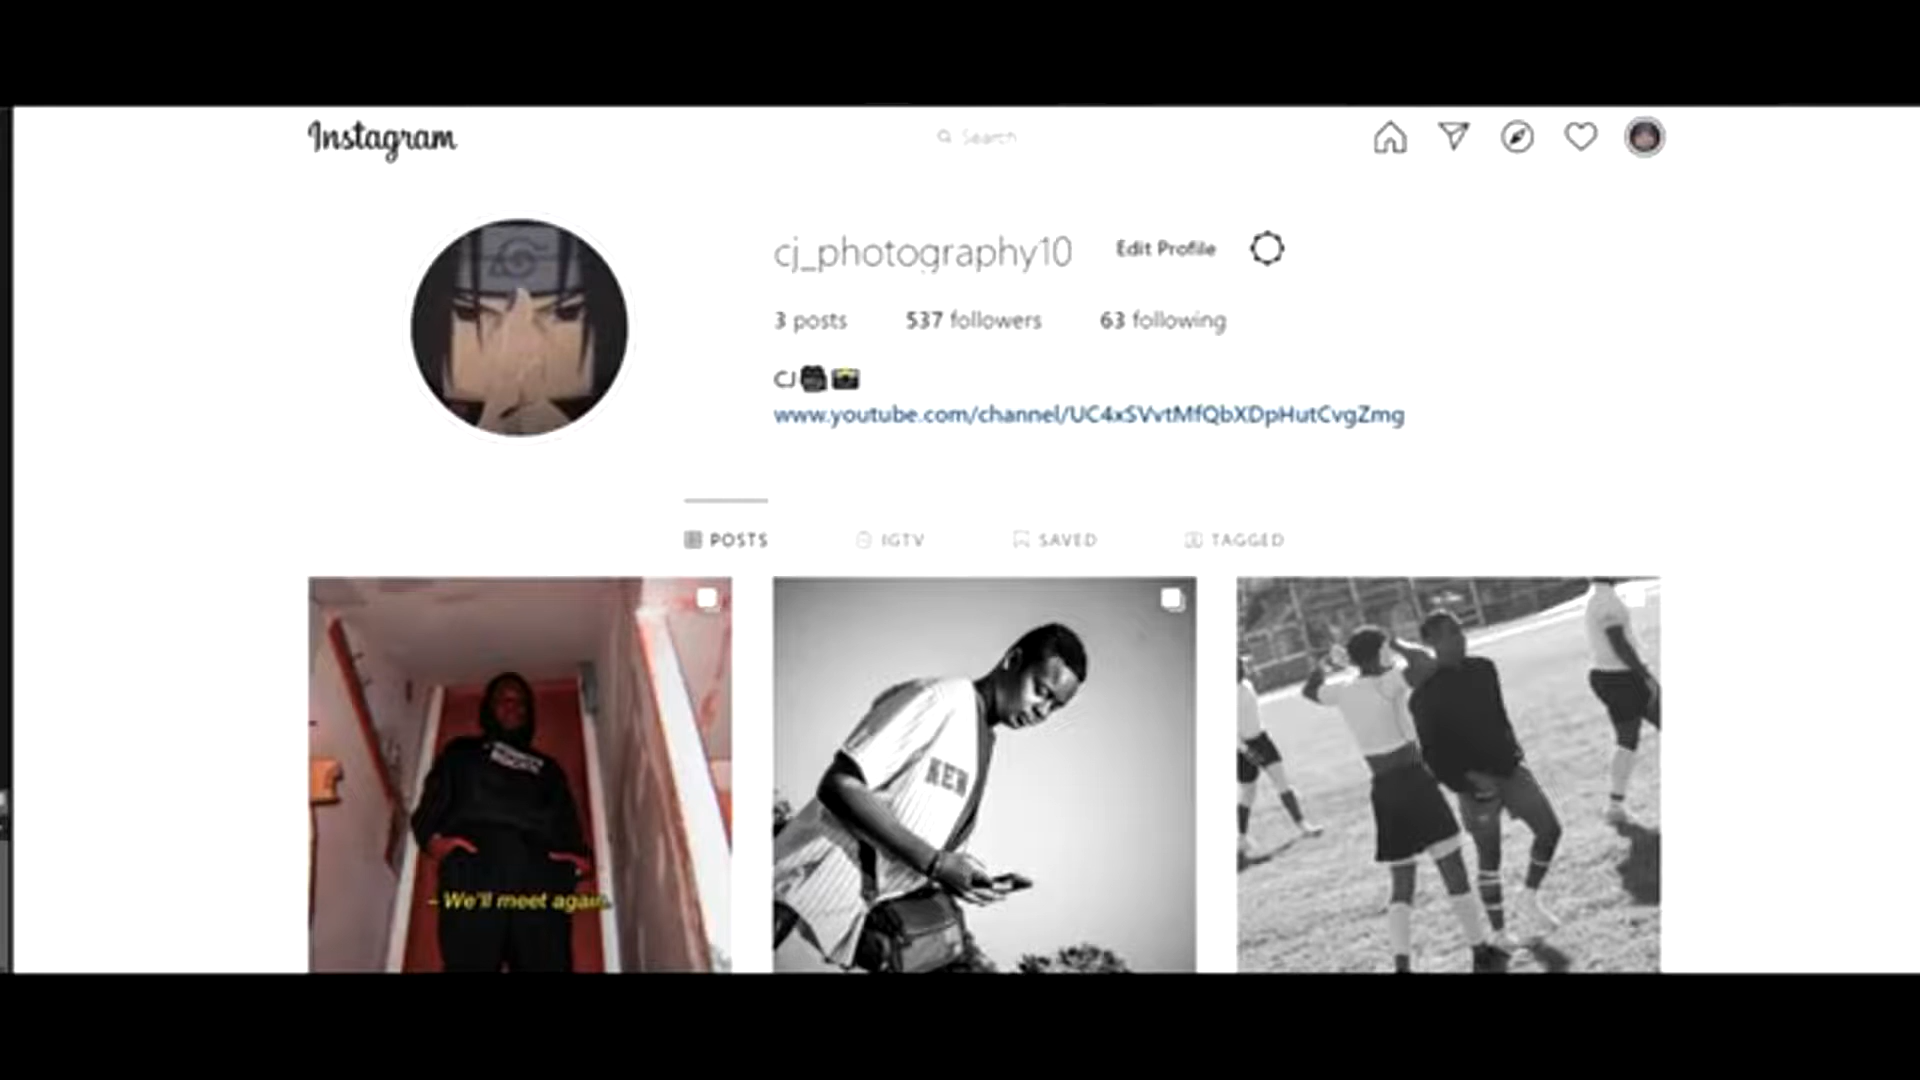 Instagram
Search
cj_photography10 Edit Profile
3 posts 537 followers 63 following
CJ
www.youtube.com/channel/UC4xSVvtMfQbXDpHutCvgZmg
POSTS IGTV SAVED TAGGED
KEN
- We'll meet again.